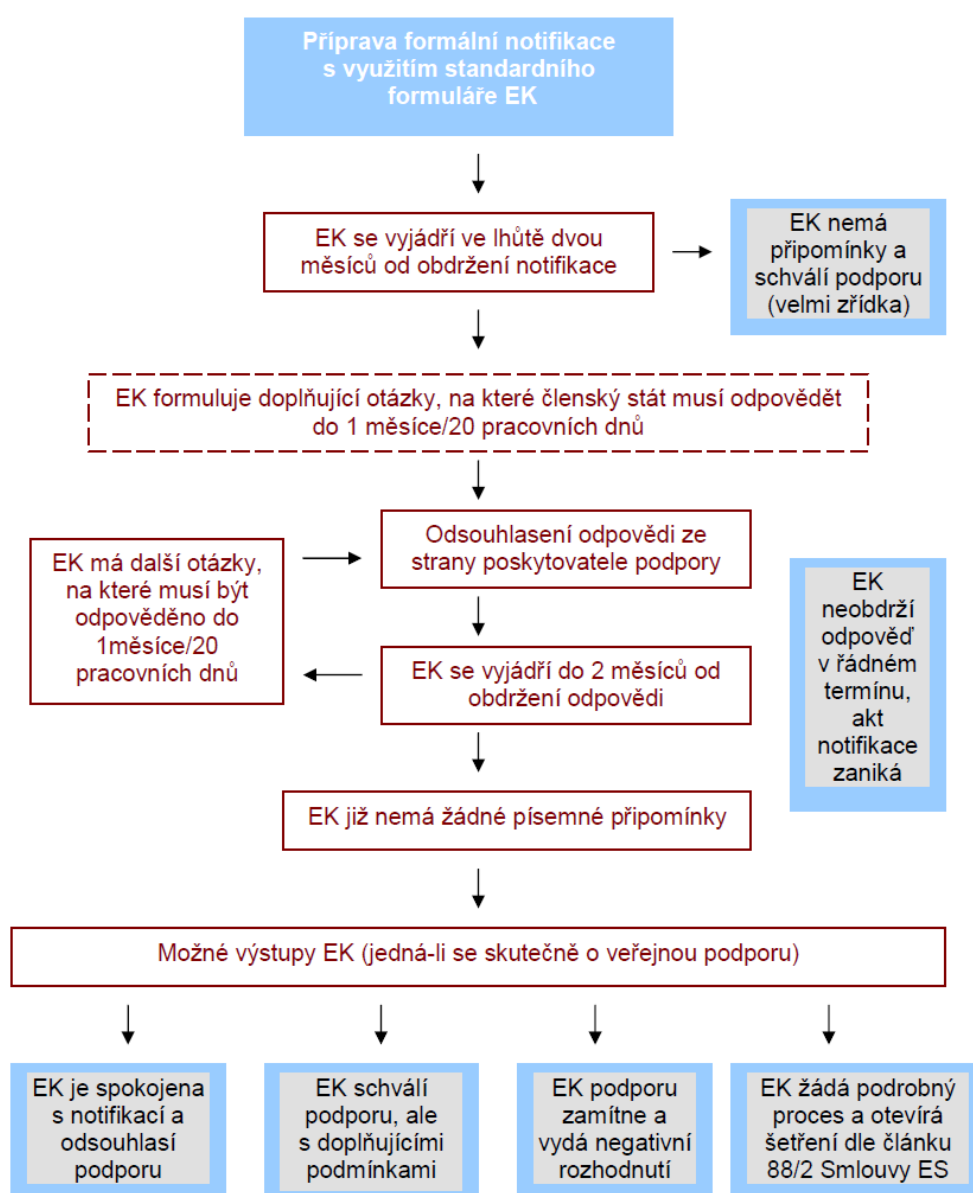 Příprava formální notifikace
s využitím standardního
formuláře EK
EK se vyjádří ve lhůtě dvou
měsíců od obdržení notifikace
EK nemá
připomínky a
schválí podporu
(velmi zřídka)
EK formuluje doplňující otázky, na které členský stát musí odpovědět
do 1 měsíce/20 pracovních dnů
Odsouhlasení odpovědi ze
strany poskytovatele podpory
EK má další otázky,
na které musí být
odpověděno do
1měsíce/20
pracovních dnů
EK se vyjádří do 2 měsíců od
obdržení odpovědi
EK
neobdrží
odpověď
v řádném
termínu,
akt
notifikace
zaniká
EK již nemá žádné písemné připomínky
Možné výstupy EK (jedná-li se skutečně o veřejnou podporu)
EK je spokojena
s notifikací a
odsouhlasí
podporu
EK schválí
podporu, ale
s doplňujícími
podmínkami
EK podporu
zamítne a
vydá negativní
rozhodnutí
EK žádá podrobný
proces a otevírá
šetření dle článku
88/2 Smlouvy ES